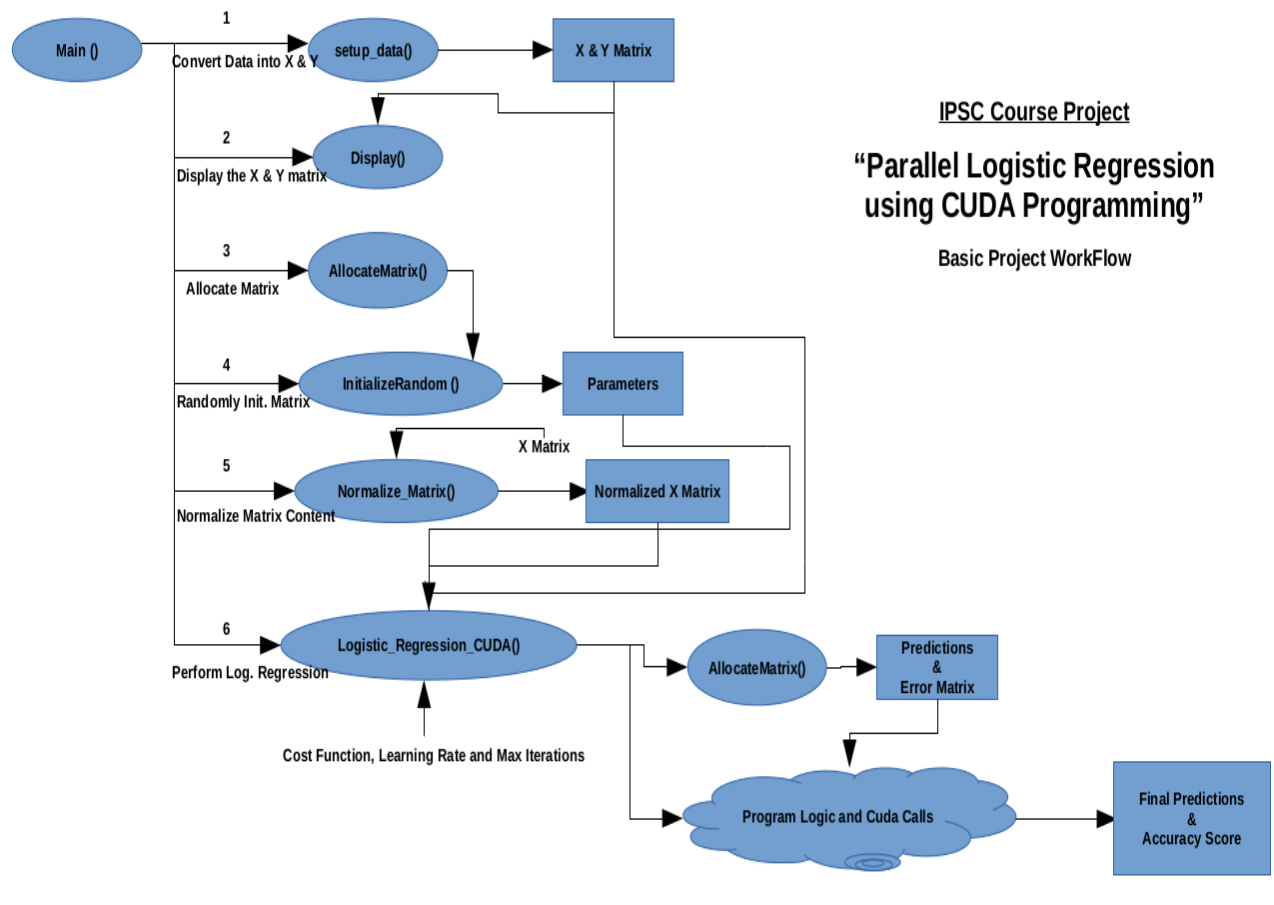 1
Main ()
setup_data()
X & Y Matrix
Convert Data into X & Y
IPSC Course Project
“Parallel Logistic Regression
using CUDA Programming”
Basic Project WorkFlow
2
Display()
Display the X & Y matrix
3
AllocateMatrix()
Allocate Matrix
4
InitializeRandom ()
Parameters
Randomly Init. Matrix
X Matrix
5
Normalize_Matrix()
Normalized X Matrix
Normalize Matrix Content
6
Logistic_Regression_CUDA()
Perform Log. Regression
AllocateMatrix()
Predictions
&
Error Matrix
Cost Function, Learning Rate and Max Iterations
Program Logic and Cuda Calls
Final Predictions
&
Accuracy Score